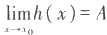 lim h(x) = A
x→x₀